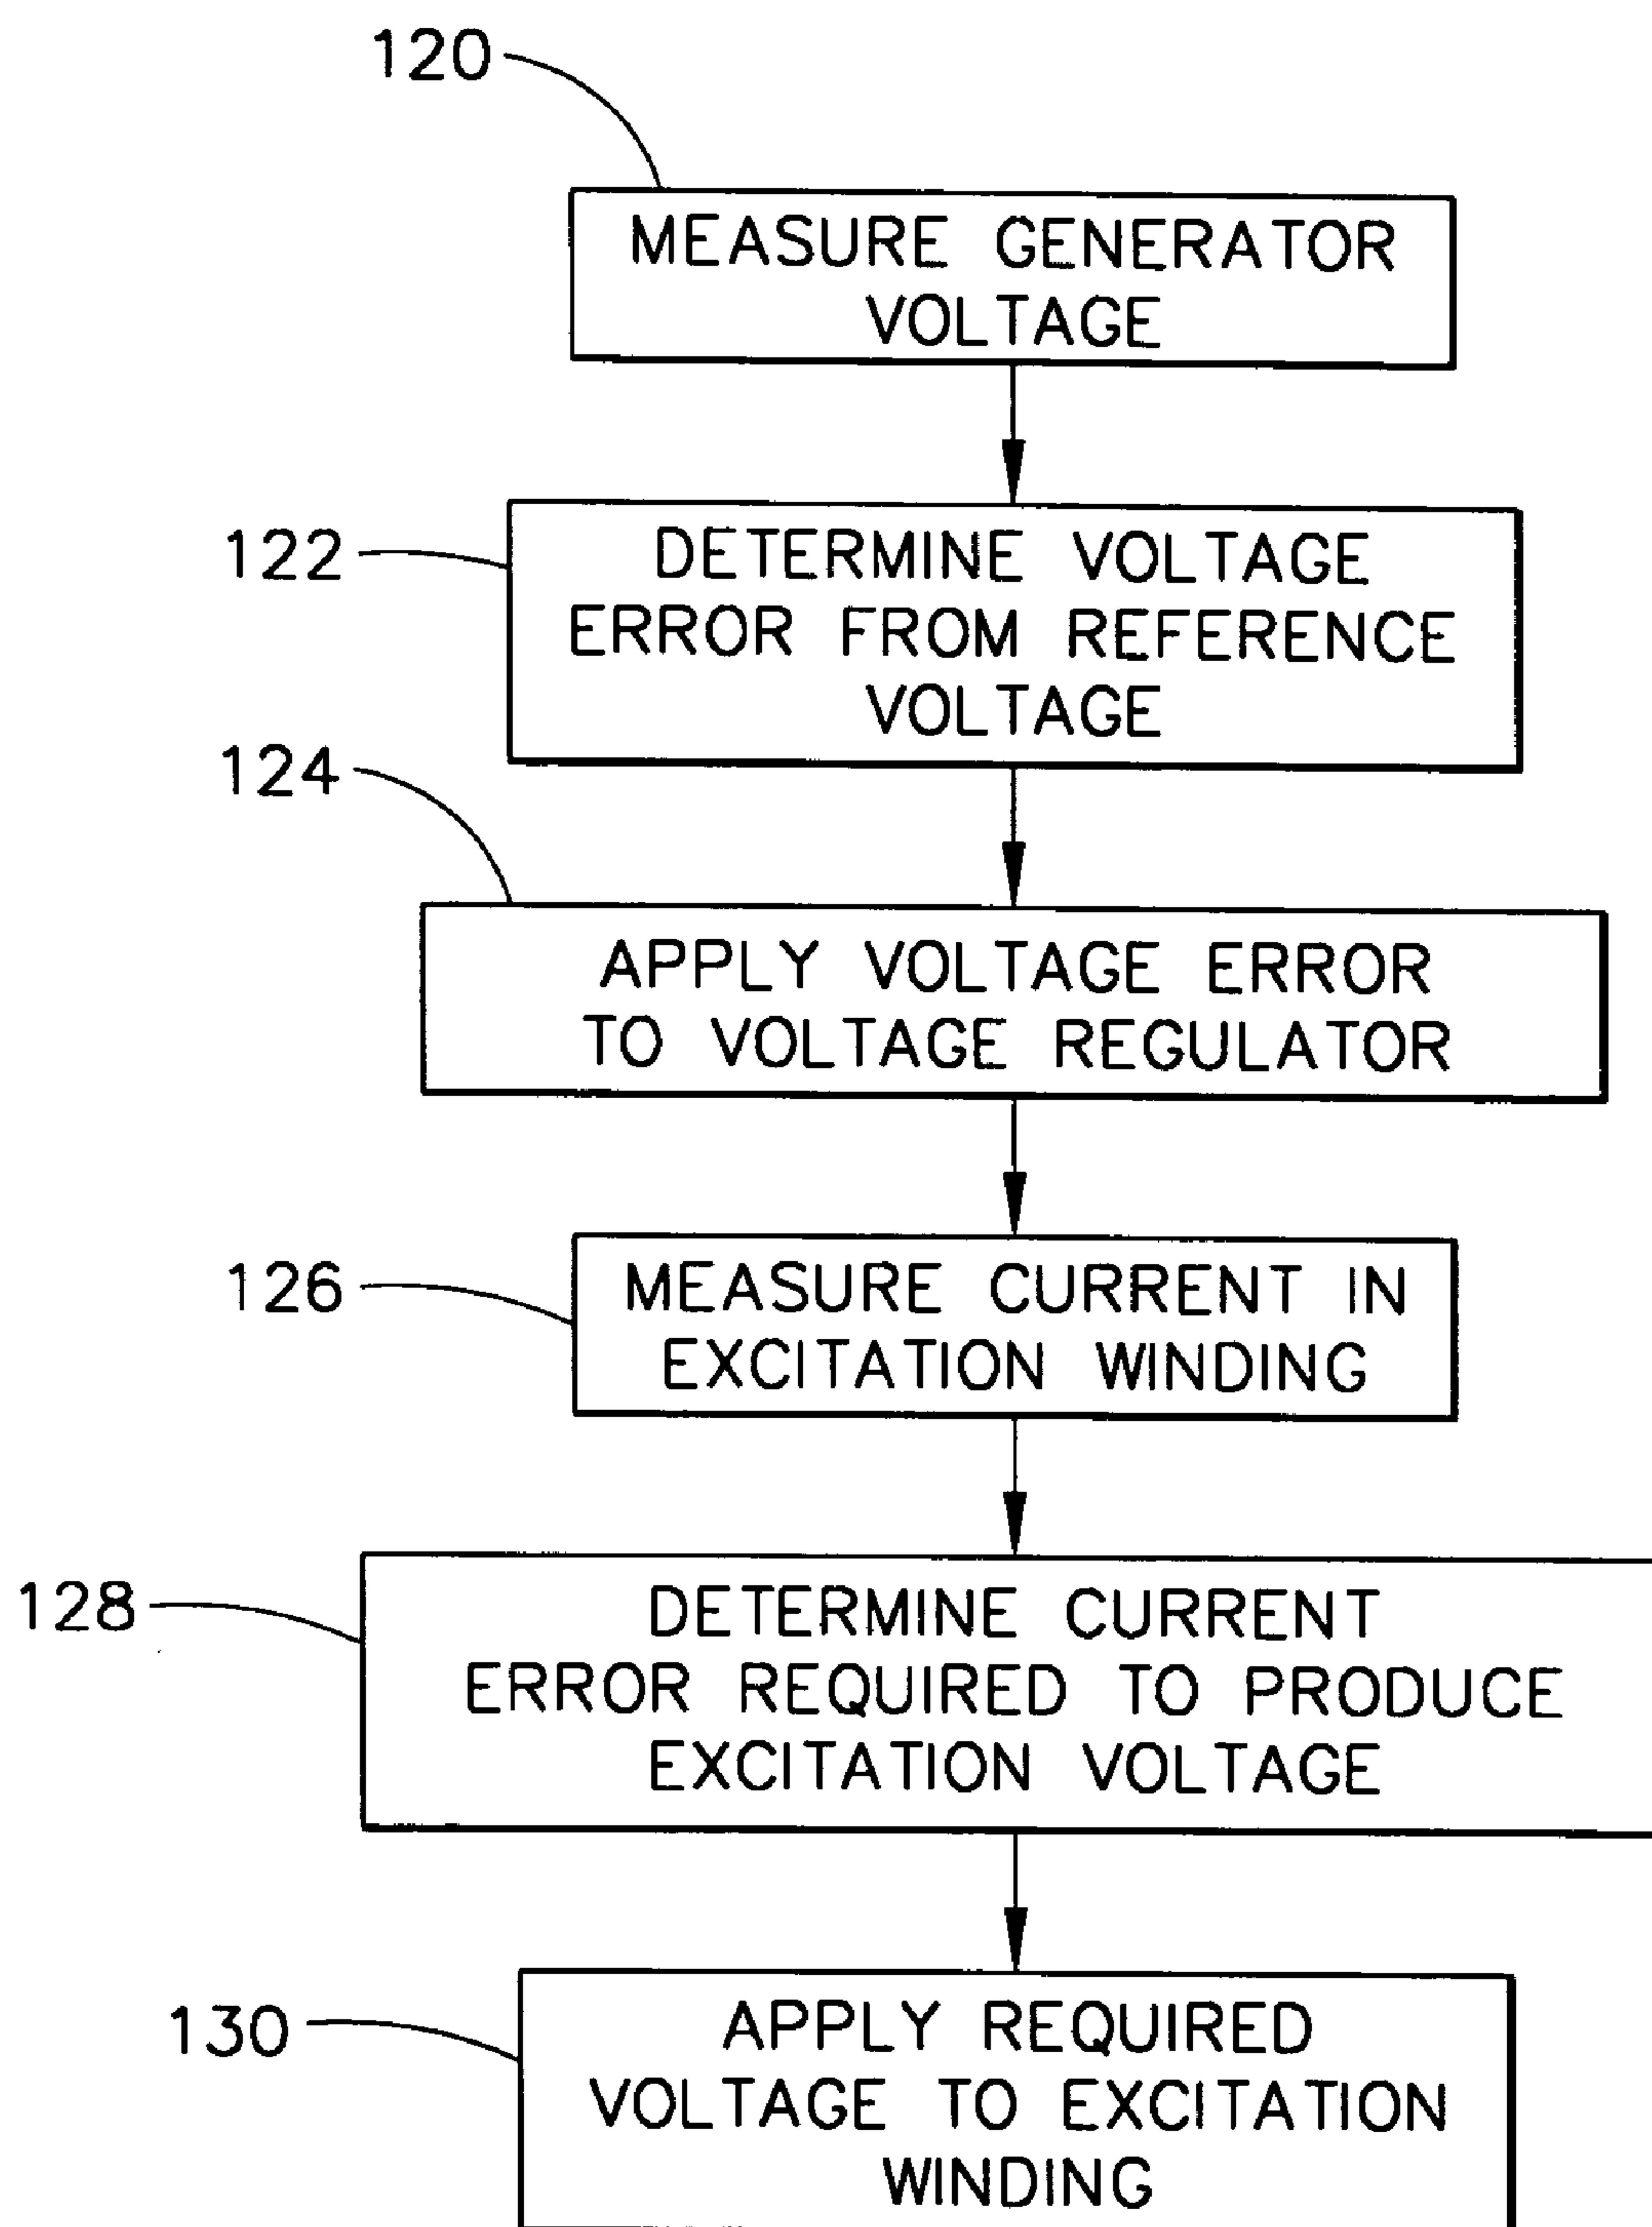 120
MEASURE GENERATOR
VOLTAGE
122
DETERMINE VOLTAGE
ERROR FROM REFERENCE
VOLTAGE
124
APPLY VOLTAGE ERROR
TO VOLTAGE REGULATOR
126
MEASURE CURRENT IN
EXCITATION WINDING
128
DETERMINE CURRENT
ERROR REQUIRED TO PRODUCE
EXCITATION VOLTAGE
130
APPLY REQUIRED
VOLTAGE TO EXCITATION
WINDING